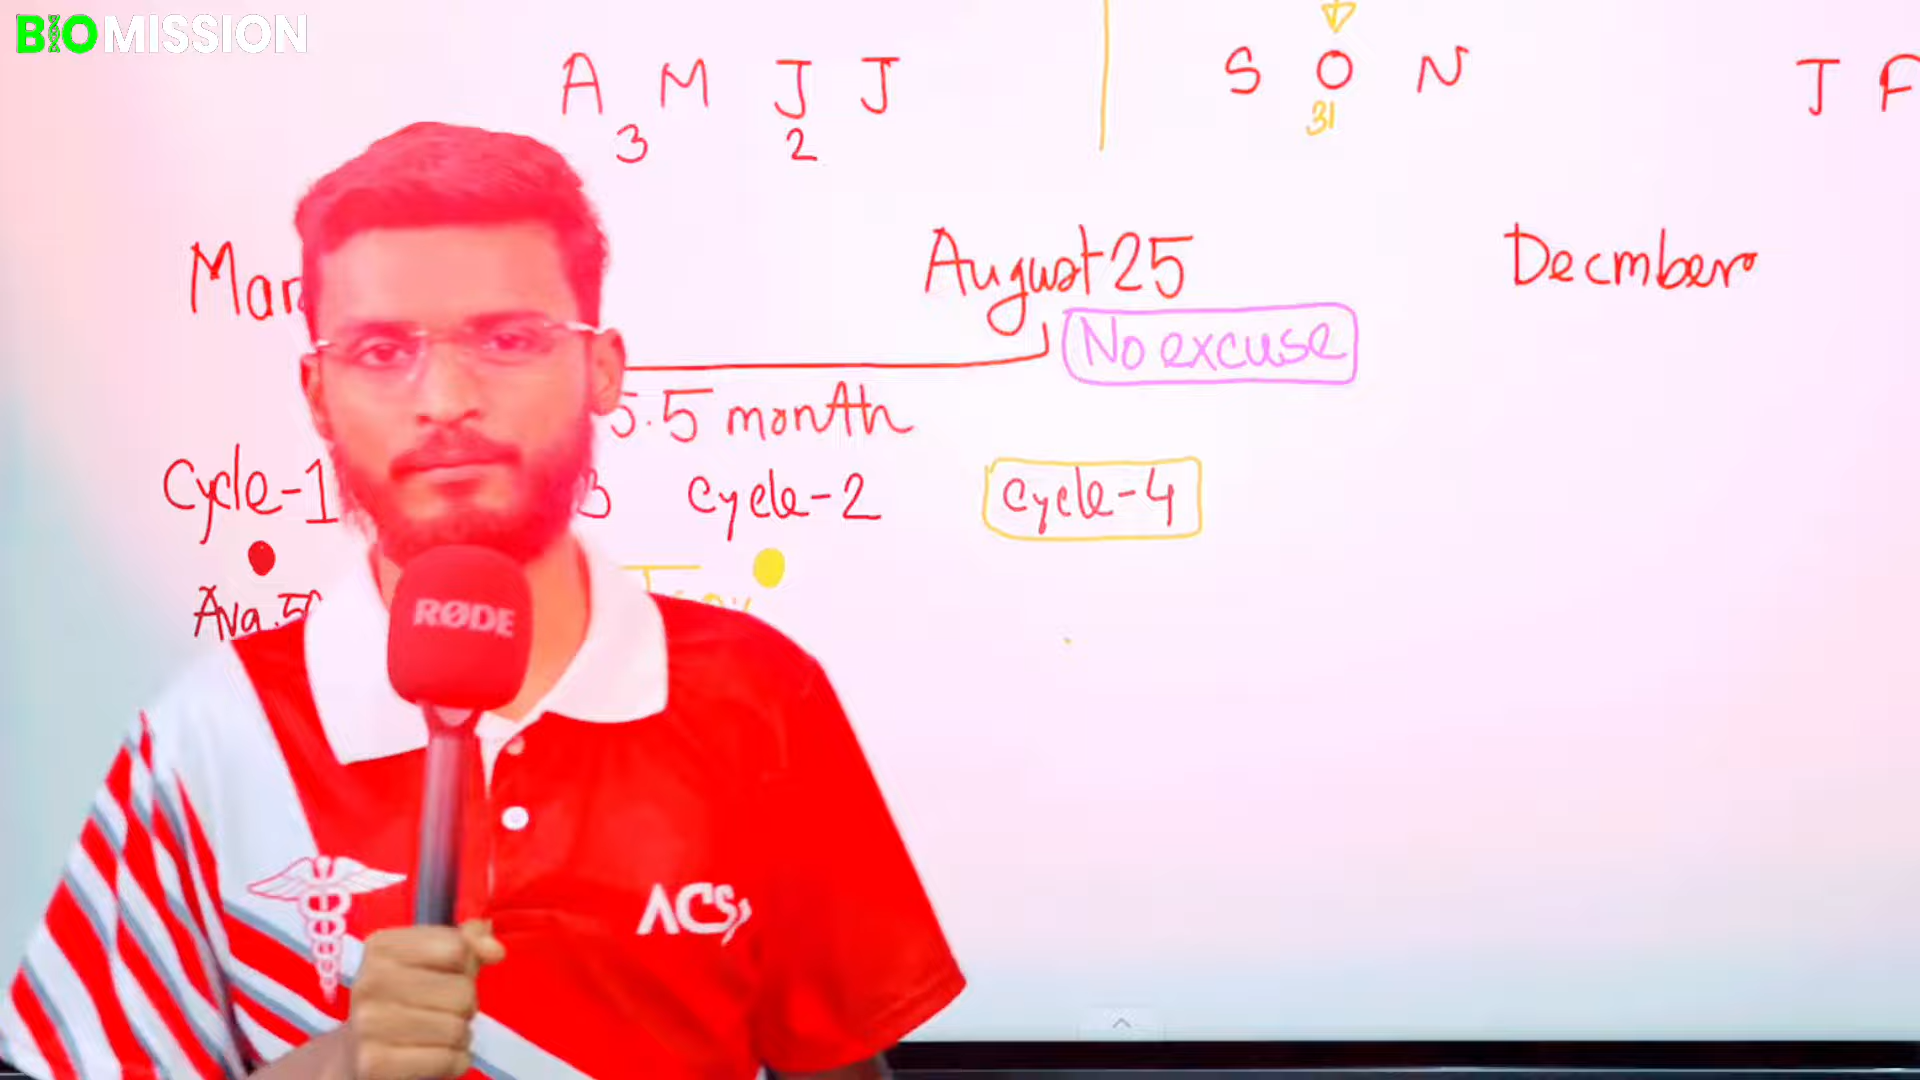 BIOMISSION
A M J J S O N J F
3 2 31
August 25 Decmber
No excuse
5.5 month
Cycle-1 3 Cycle-2 Cycle-4
RØDE
ACS